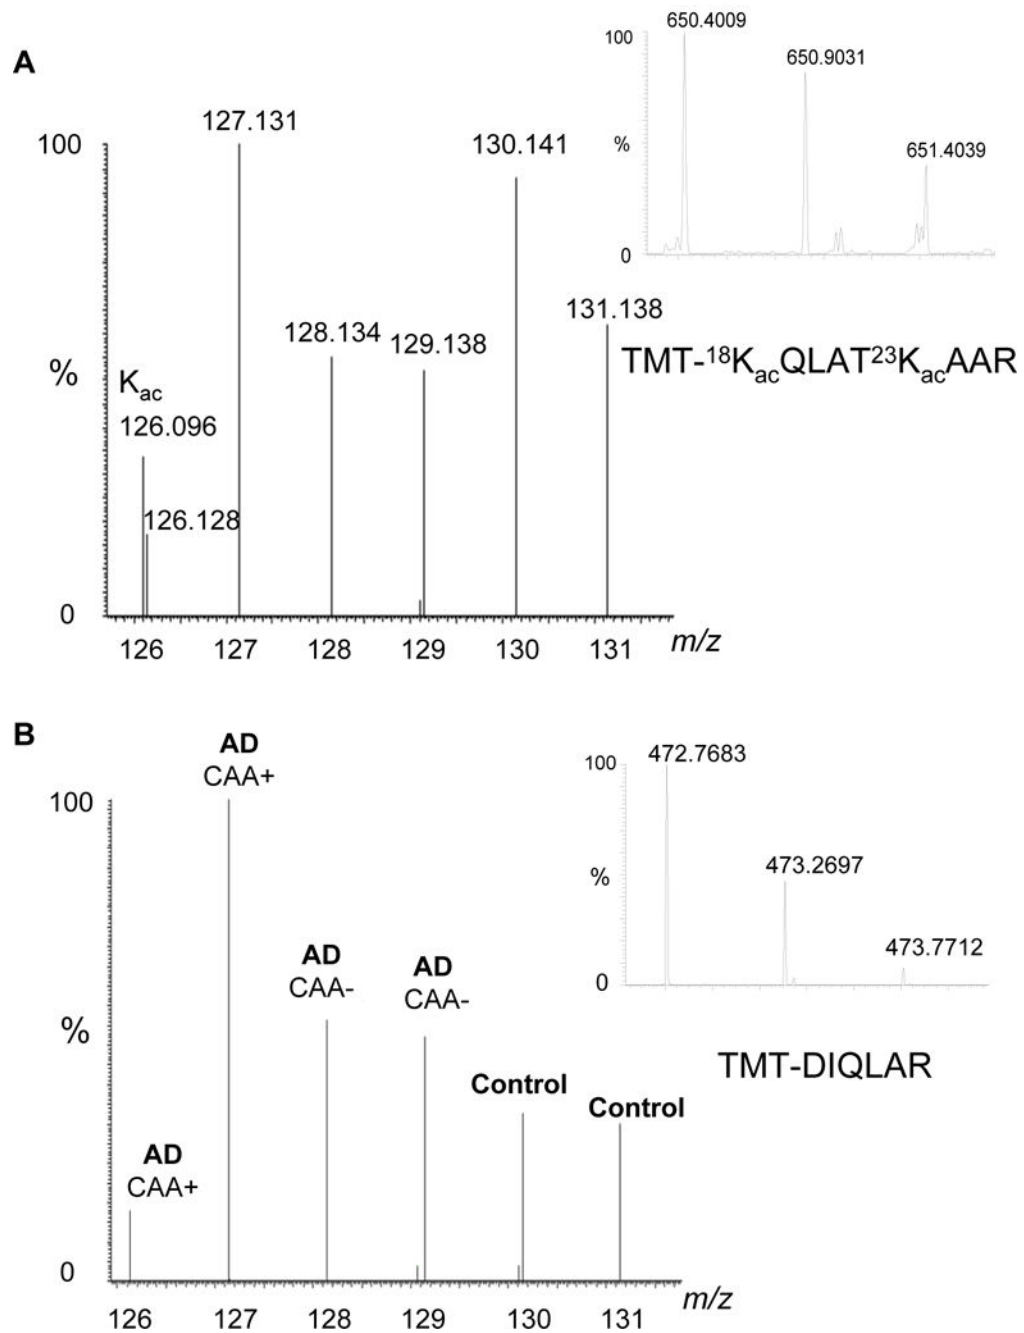 A
100
%
0
K_ac
126.096
126.128
127.131
128.134
129.138
130.141
131.138
126 127 128 129 130 131 m/z
100
%
0
650.4009
650.9031
651.4039
TMT-¹⁸K_acQLAT²³K_acAAR
B
100
%
0
AD
CAA+
AD
CAA+
AD
CAA-
AD
CAA-
Control
Control
126 127 128 129 130 131 m/z
100
%
0
472.7683
473.2697
473.7712
TMT-DIQLAR